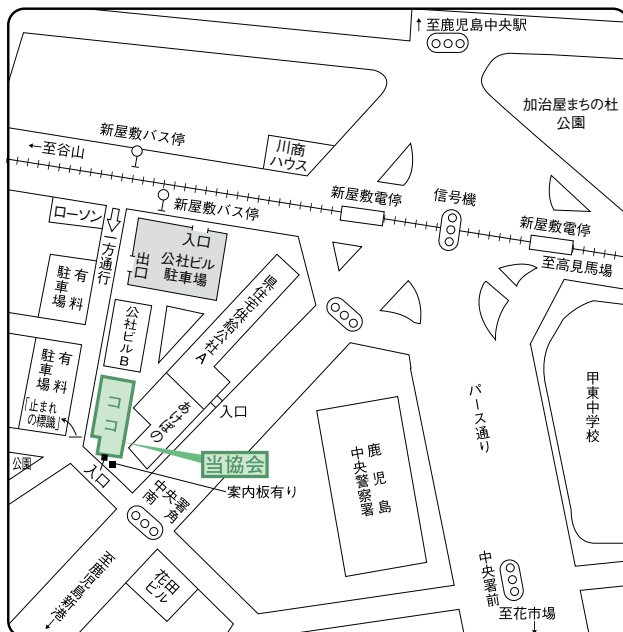 ↑至鹿児島中央駅
加治屋まちの杜
公園
新屋敷バス停
←至谷山
川商
ハウス
新屋敷電停
信号機
新屋敷電停
至高見馬場
ローソン
新屋敷バス停
一方通行
入口
出口
公社ビル
駐車場
有料
駐車場
県住宅供給公社A
公社ビルB
有料
駐車場
「止まれ
の標識」
ココ
あけぼの
入口
当協会
パース通り
甲東中学校
鹿児島
中央警察署
公園
入口
案内板有り
中央署角
南
至鹿児島新港→
花田
ビル
中央署前
至花市場